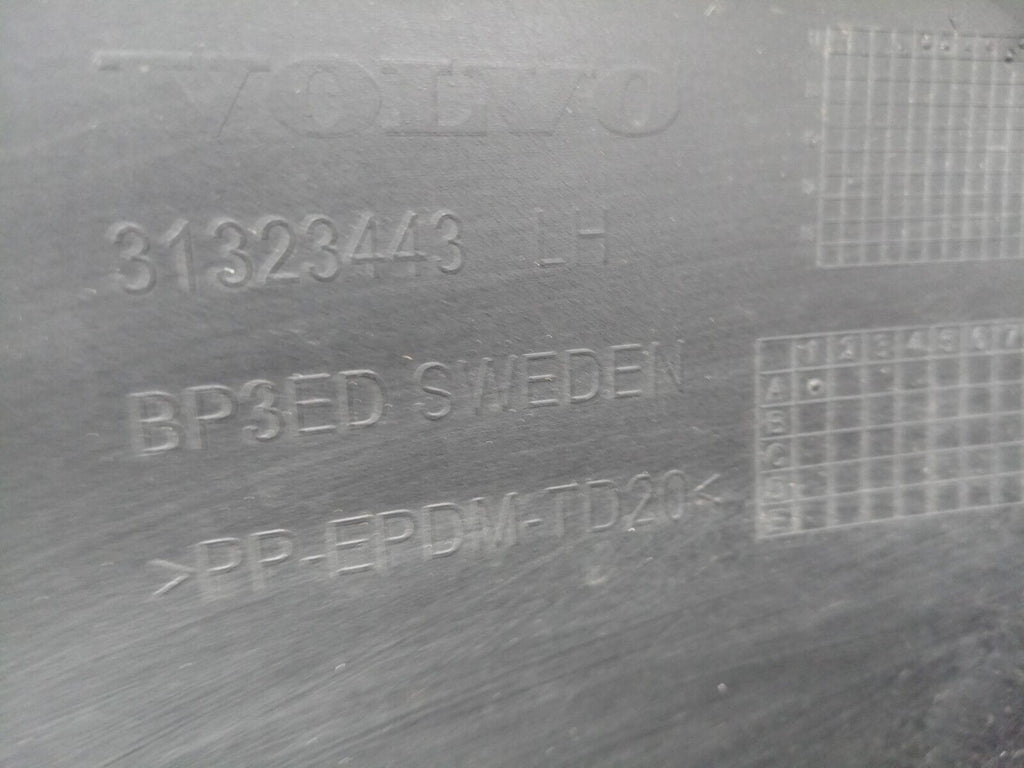 VOLVO
31323443 LH
BP3ED SWEDEN
>PP-EPDM-TD20<
1 2 3 4 5 6 7
A
B
C
D
E